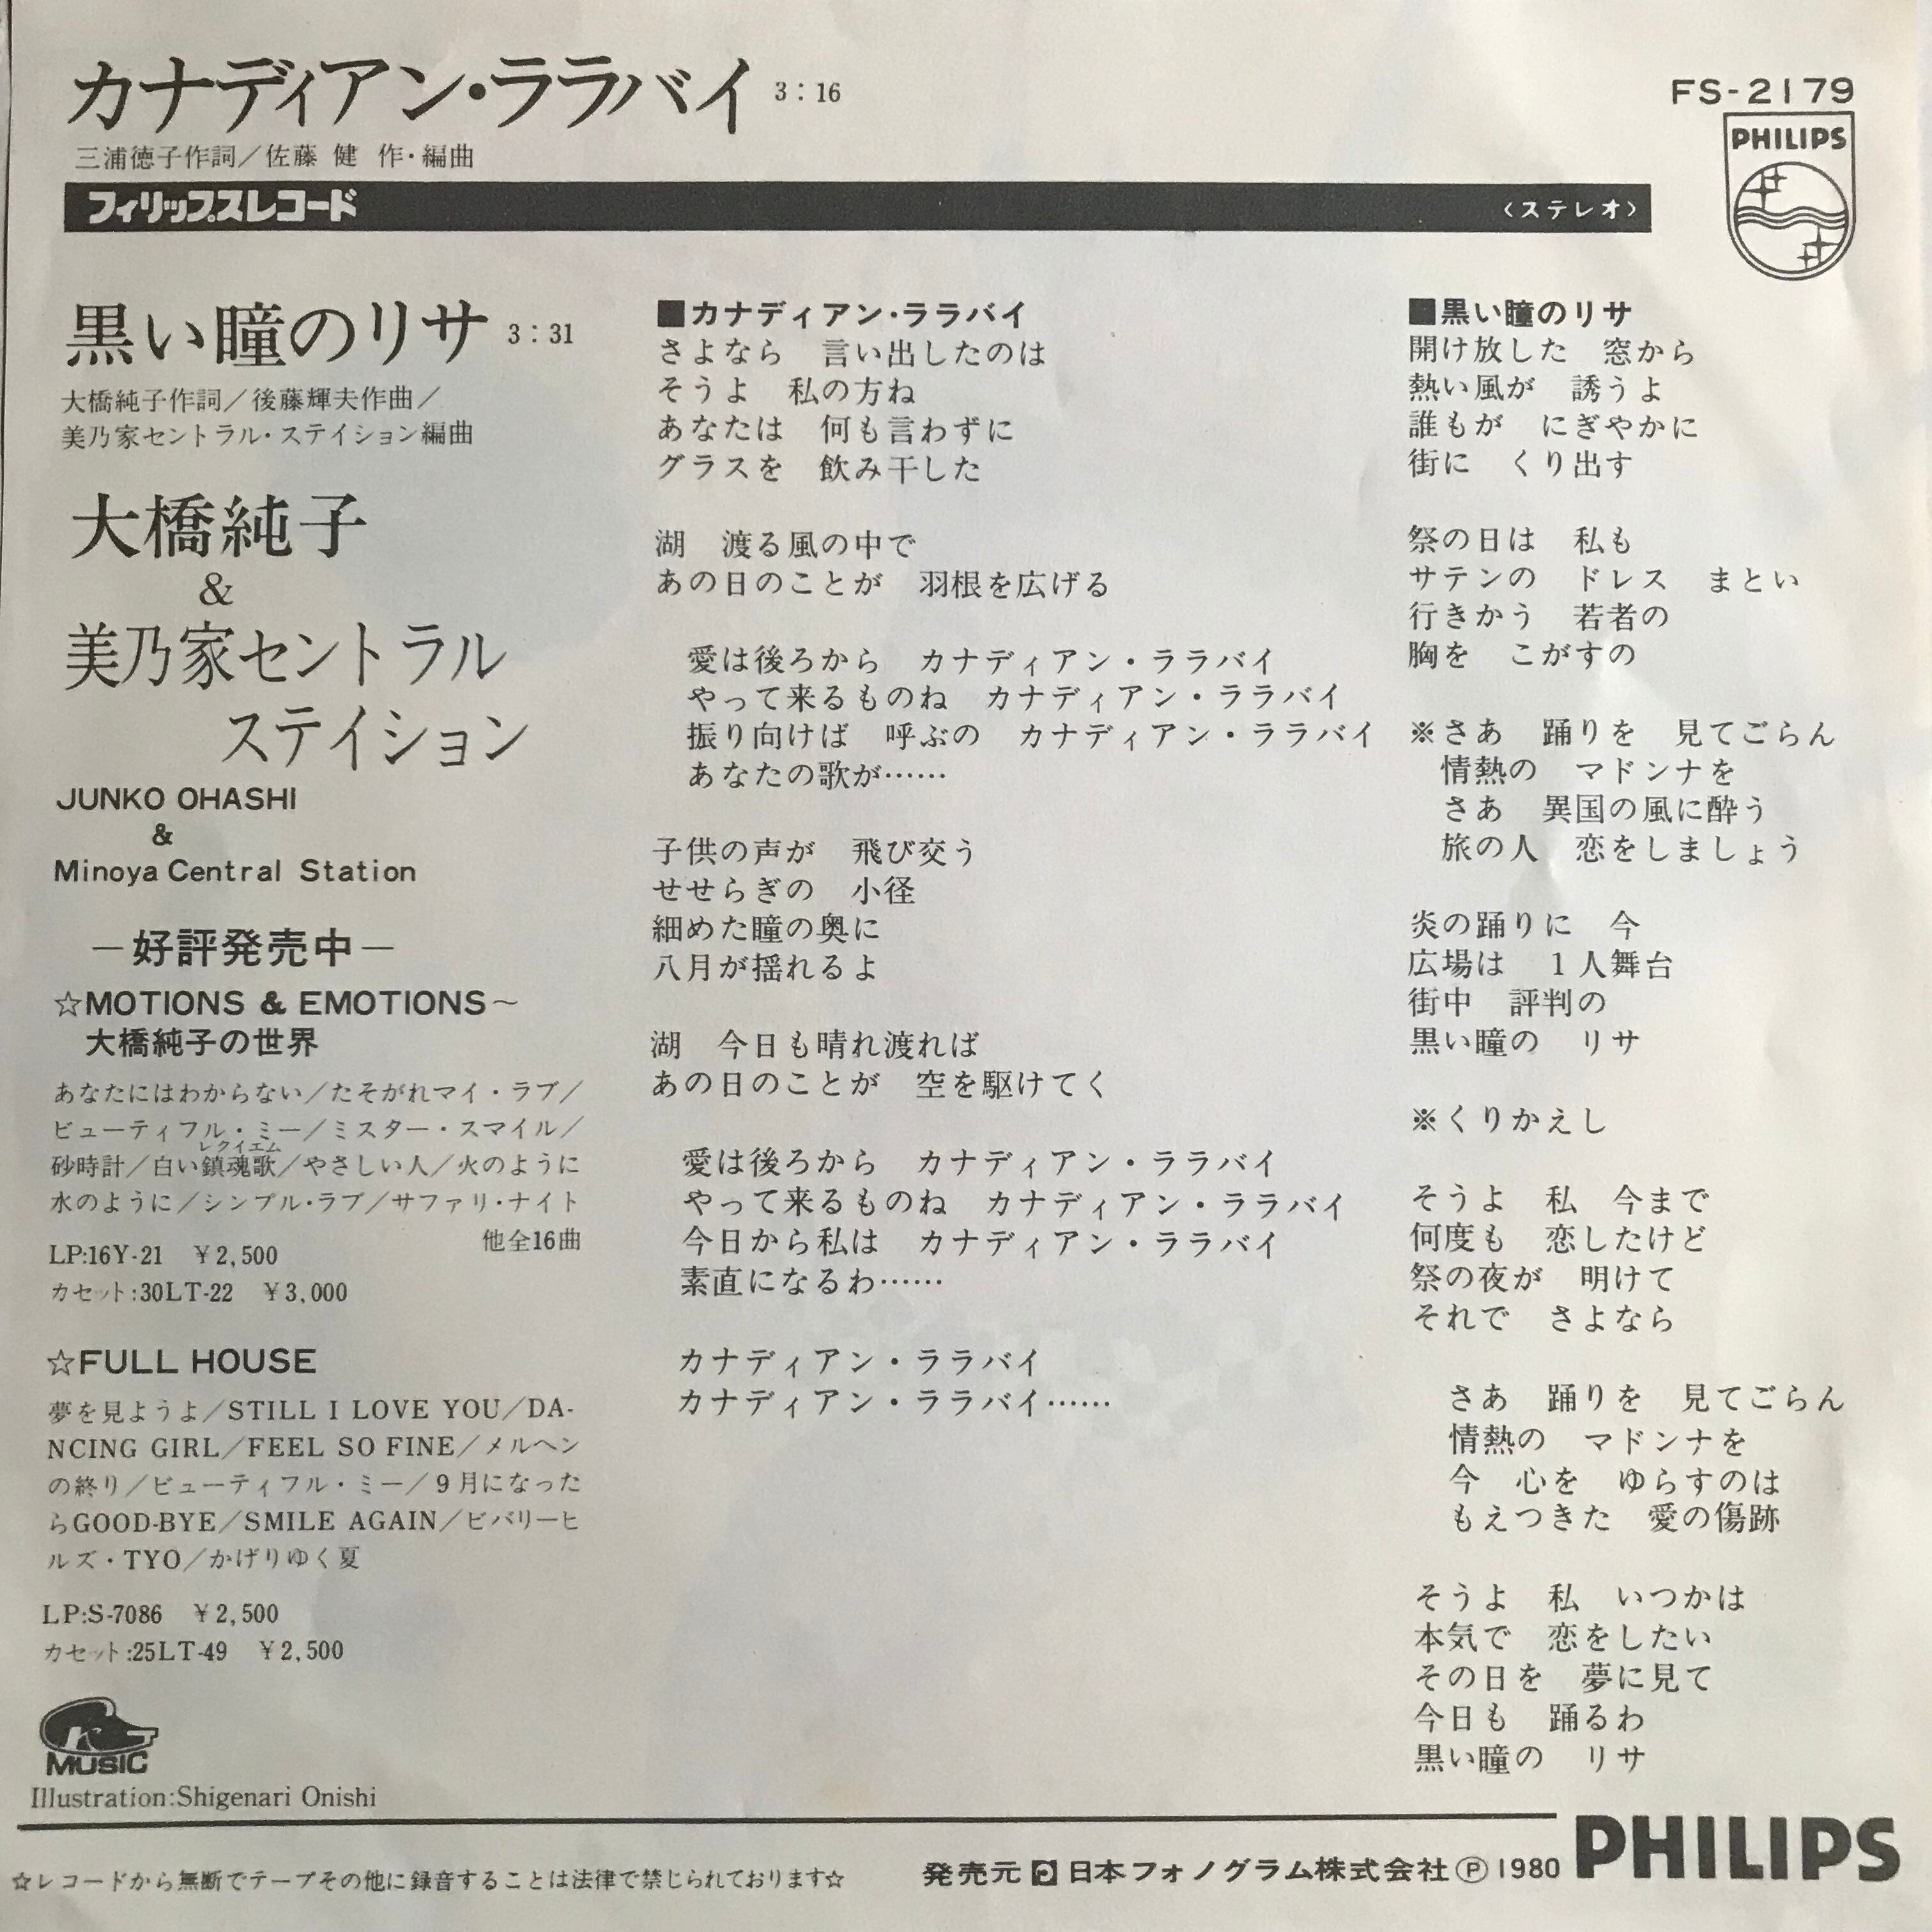 カナディアン・ララバイ 3：16
三浦徳子作詞／佐藤 健 作・編曲
FS-2179
PHILIPS
フィリップスレコード
〈ステレオ〉
黒い瞳のリサ 3：31
大橋純子作詞／後藤輝夫作曲／
美乃家セントラル・ステイション編曲
大橋純子
&
美乃家セントラル
ステイション
JUNKO OHASHI
&
Minoya Central Station
―好評発売中―
☆MOTIONS & EMOTIONS～
大橋純子の世界
あなたにはわからない／たそがれマイ・ラブ／
ビューティフル・ミー／ミスター・スマイル／
レクイエム
砂時計／白い鎮魂歌／やさしい人／火のように
水のように／シンプル・ラブ／サファリ・ナイト
他全16曲
LP:16Y-21 ￥2,500
カセット:30LT-22 ￥3,000
☆FULL HOUSE
夢を見ようよ／STILL I LOVE YOU／DA-
NCING GIRL／FEEL SO FINE／メルヘン
の終り／ビューティフル・ミー／9月になった
らGOOD-BYE／SMILE AGAIN／ビバリーヒ
ルズ・TYO／かげりゆく夏
LP:S-7086 ￥2,500
カセット:25LT-49 ￥2,500
K MUSIC
Illustration:Shigenari Onishi
■カナディアン・ララバイ
さよなら　言い出したのは
そうよ　私の方ね
あなたは　何も言わずに
グラスを　飲み干した
湖　渡る風の中で
あの日のことが　羽根を広げる
愛は後ろから　カナディアン・ララバイ
やって来るものね　カナディアン・ララバイ
振り向けば　呼ぶの　カナディアン・ララバイ
あなたの歌が……
子供の声が　飛び交う
せせらぎの　小径
細めた瞳の奥に
八月が揺れるよ
湖　今日も晴れ渡れば
あの日のことが　空を駆けてく
愛は後ろから　カナディアン・ララバイ
やって来るものね　カナディアン・ララバイ
今日から私は　カナディアン・ララバイ
素直になるわ……
カナディアン・ララバイ
カナディアン・ララバイ……
■黒い瞳のリサ
開け放した　窓から
熱い風が　誘うよ
誰もが　にぎやかに
街に　くり出す
祭の日は　私も
サテンの　ドレス　まとい
行きかう　若者の
胸を　こがすの
※さあ　踊りを　見てごらん
情熱の　マドンナを
さあ　異国の風に酔う
旅の人　恋をしましょう
炎の踊りに　今
広場は　1人舞台
街中　評判の
黒い瞳の　リサ
※くりかえし
そうよ　私　今まで
何度も　恋したけど
祭の夜が　明けて
それで　さよなら
さあ　踊りを　見てごらん
情熱の　マドンナを
今　心を　ゆらすのは
もえつきた　愛の傷跡
そうよ　私　いつかは
本気で　恋をしたい
その日を　夢に見て
今日も　踊るわ
黒い瞳の　リサ
☆レコードから無断でテープその他に録音することは法律で禁じられております☆
発売元 日本フォノグラム株式会社Ⓟ1980
PHILIPS